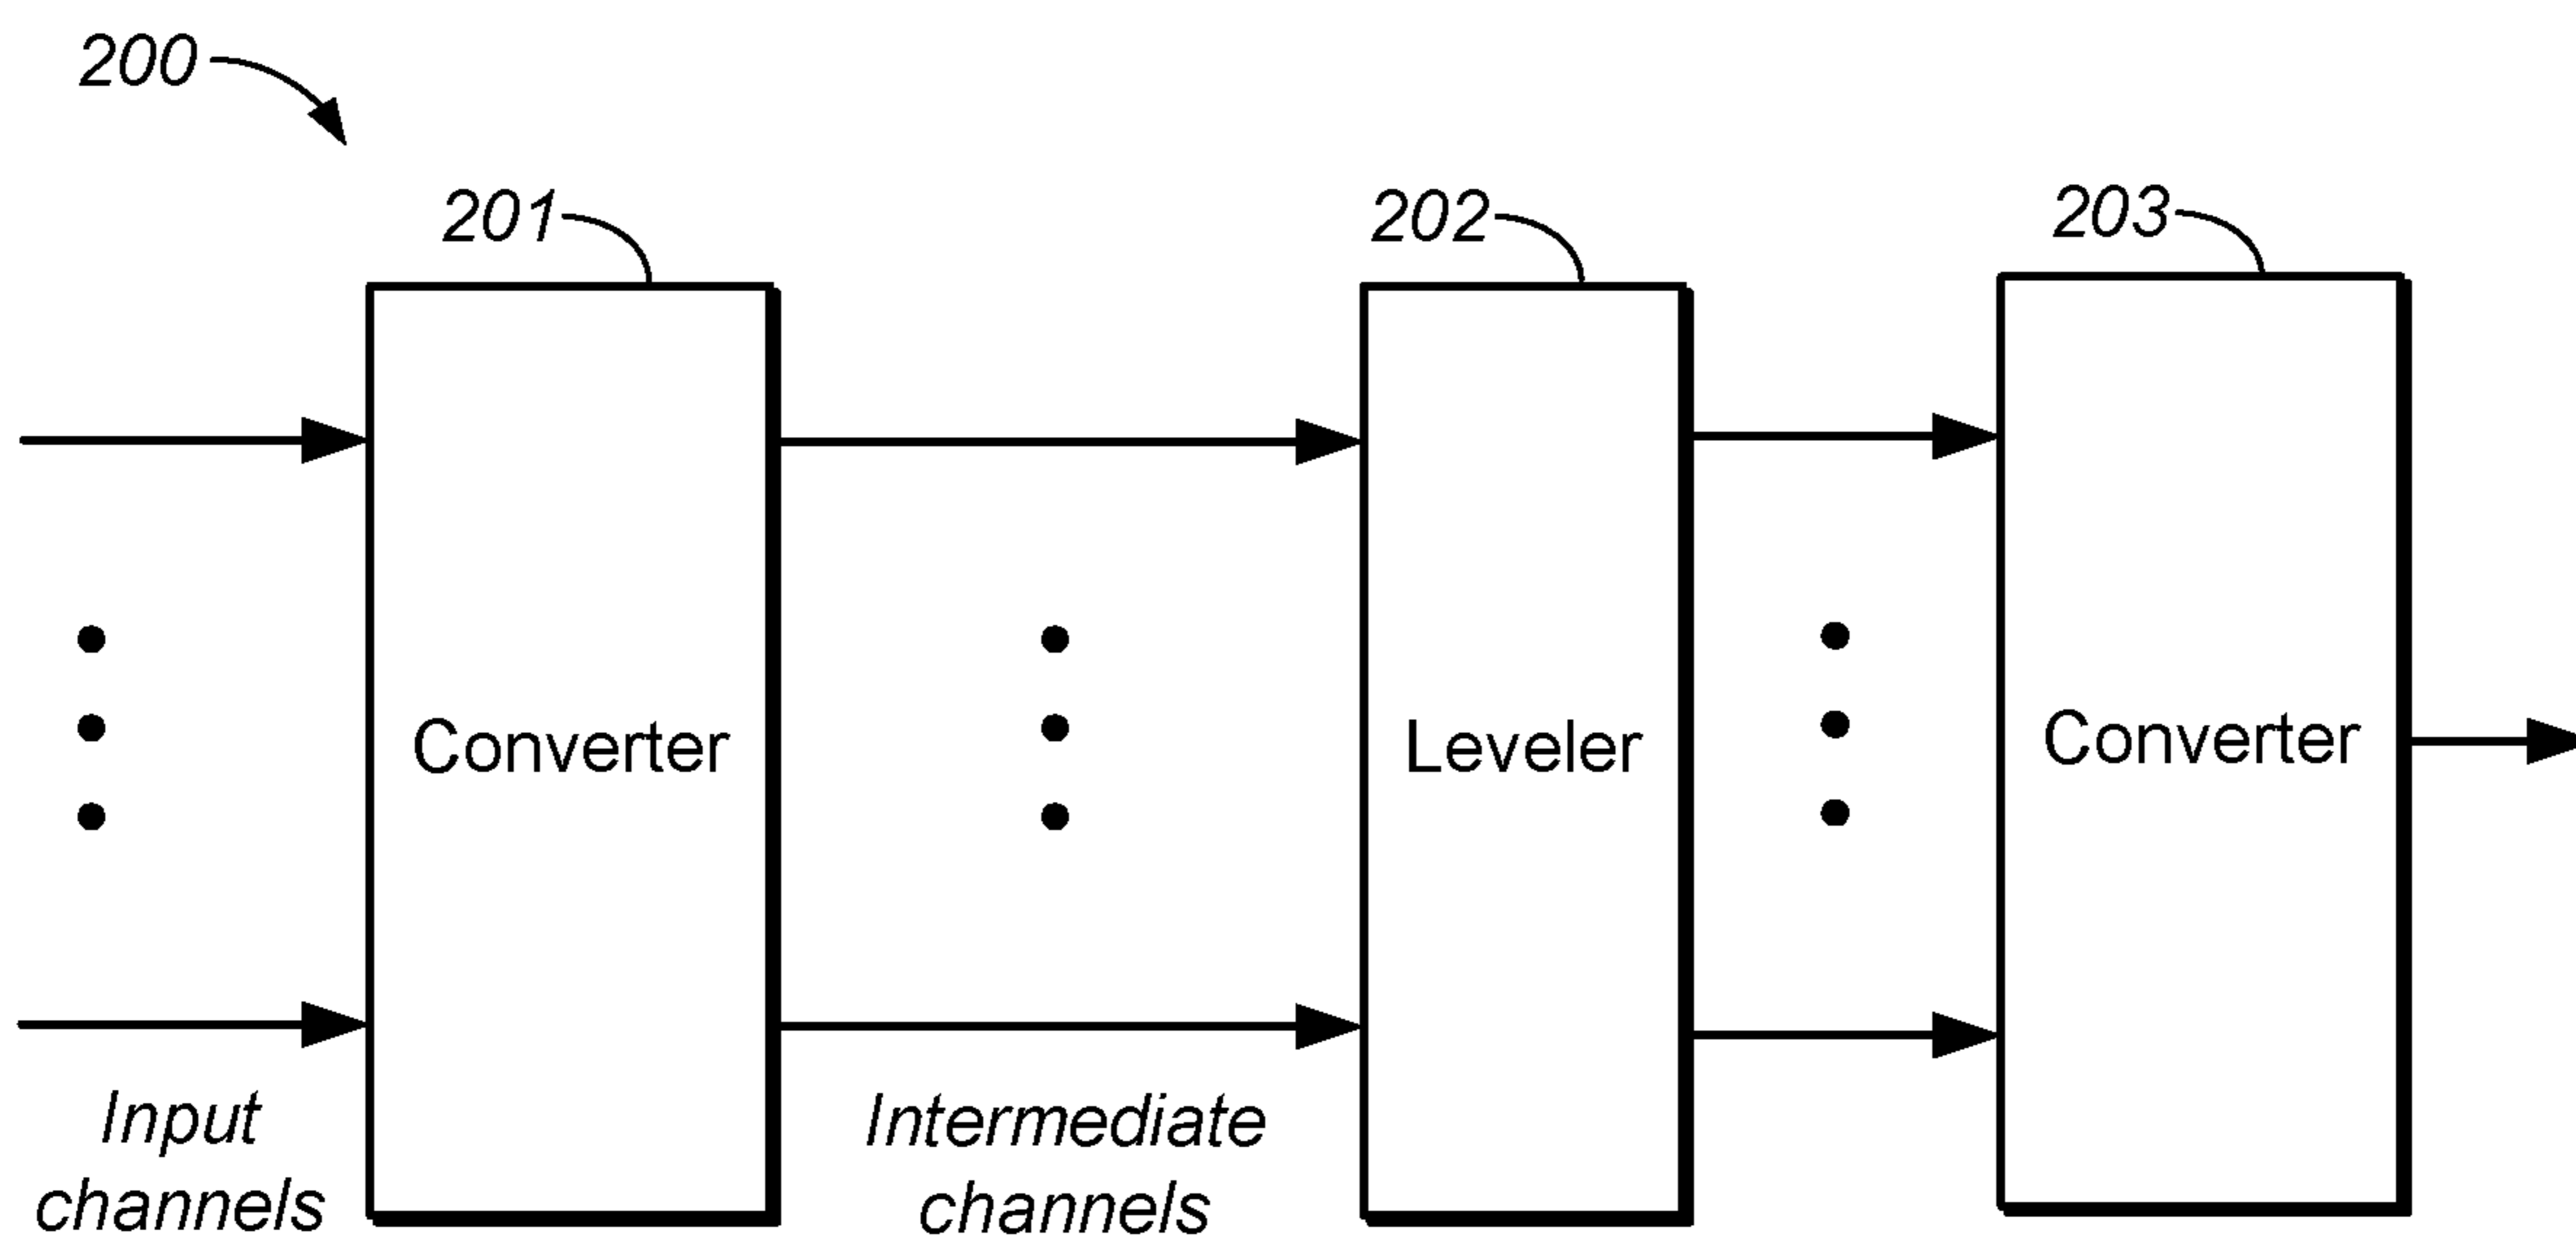 200
201
202
203
Converter
Leveler
Converter
Input
channels
Intermediate
channels